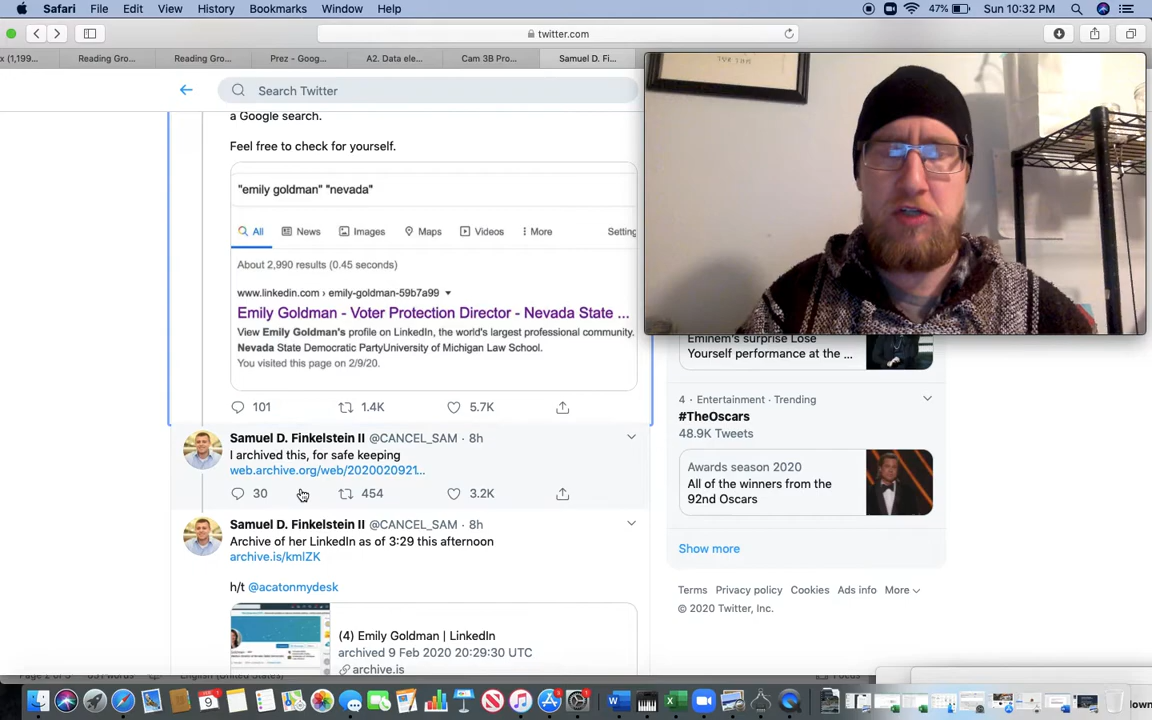 Safari File Edit View History Bookmarks Window Help 47% Sun 10:32 PM
twitter.com
x (1,199... Reading Gro... Reading Gro... Prez - Goog... A2. Data ele... Cam 3B Pro... Samuel D. Fi...
Search Twitter
a Google search.
Feel free to check for yourself.
"emily goldman" "nevada"
All News Images Maps Videos More Setting
About 2,990 results (0.45 seconds)
www.linkedin.com › emily-goldman-59b7a99
Emily Goldman - Voter Protection Director - Nevada State ...
View Emily Goldman's profile on LinkedIn, the world's largest professional community.
Nevada State Democratic PartyUniversity of Michigan Law School.
You visited this page on 2/9/20.
101 1.4K 5.7K
Samuel D. Finkelstein II @CANCEL_SAM · 8h
I archived this, for safe keeping
web.archive.org/web/2020020921...
30 454 3.2K
Samuel D. Finkelstein II @CANCEL_SAM · 8h
Archive of her LinkedIn as of 3:29 this afternoon
archive.is/kmlZK
h/t @acatonmydesk
(4) Emily Goldman | LinkedIn
archived 9 Feb 2020 20:29:30 UTC
archive.is
Eminem's surprise Lose
Yourself performance at the ...
4 · Entertainment · Trending
#TheOscars
48.9K Tweets
Awards season 2020
All of the winners from the
92nd Oscars
Show more
Terms Privacy policy Cookies Ads info More
© 2020 Twitter, Inc.
English (United States) Focus